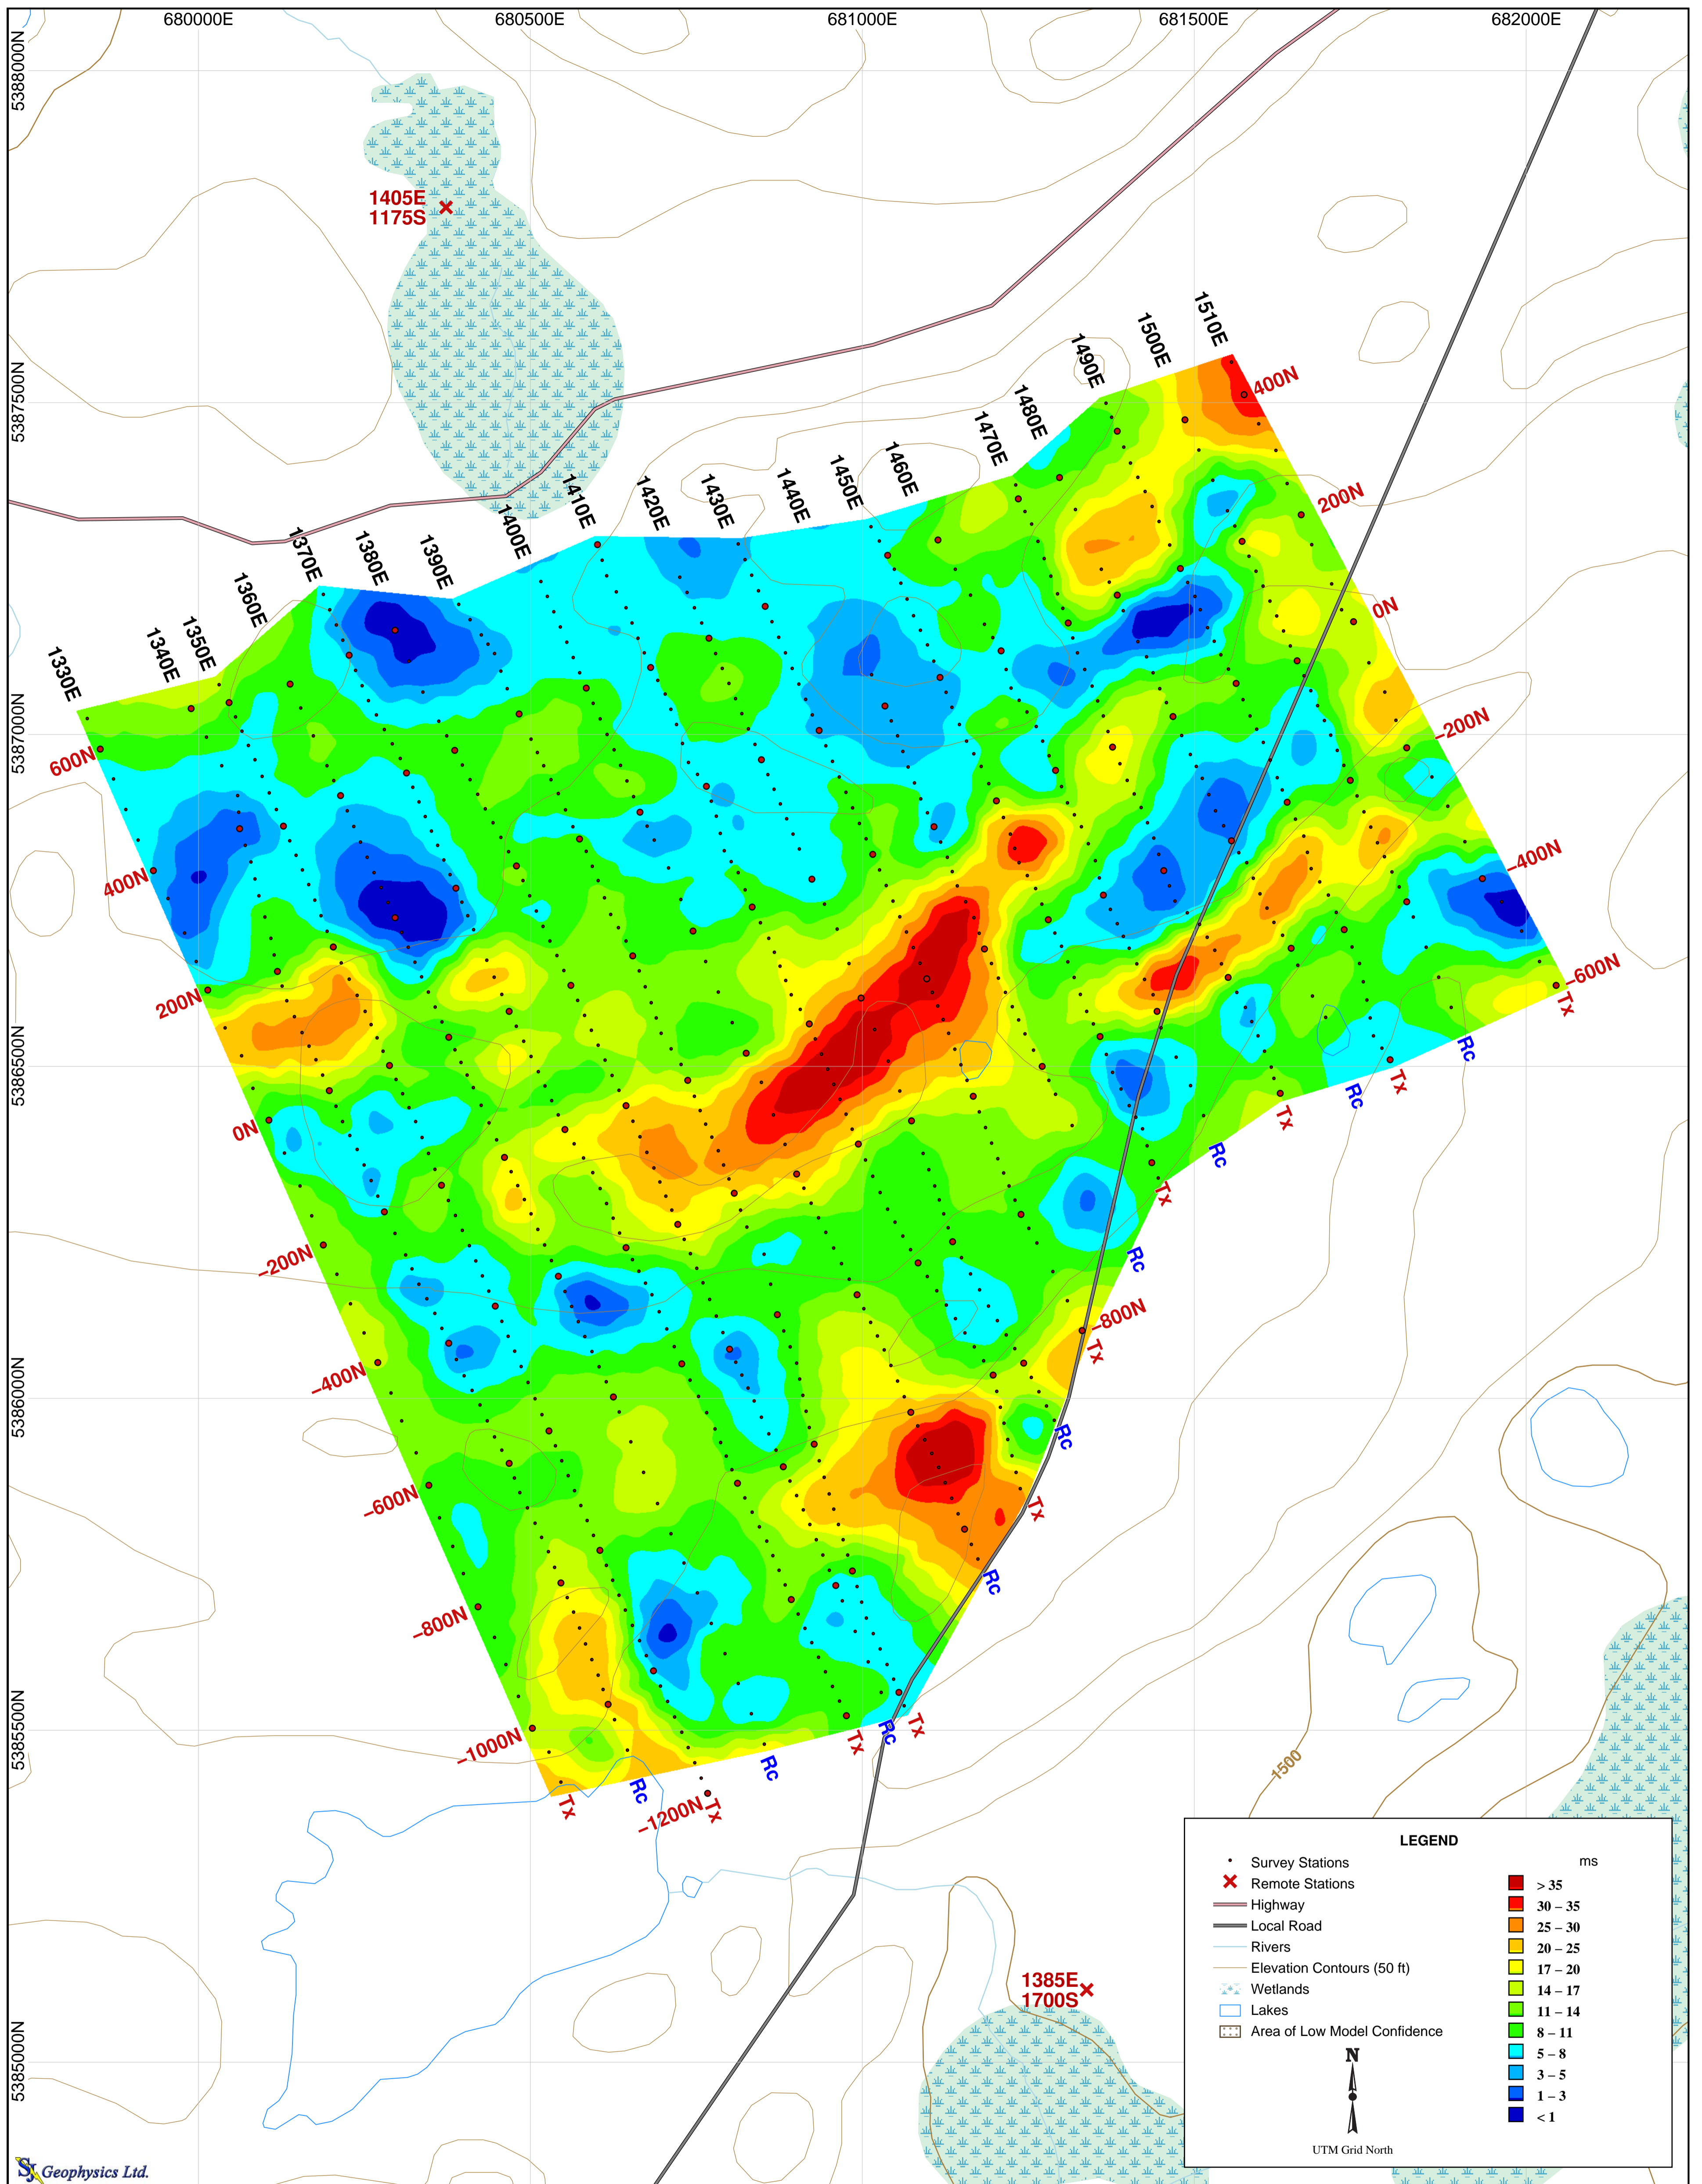 680000E 680500E 681000E 681500E 682000E
5388000N
5387500N
5387000N
5386500N
5386000N
5385500N
5385000N
1405E
1175S
1510E
1500E
1490E
1480E
1470E
1460E
1450E
1440E
1430E
1420E
1410E
1400E
1390E
1380E
1370E
1360E
1350E
1340E
1330E
400N
200N
0N
–200N
–400N
–600N
600N
400N
200N
0N
–200N
–400N
–600N
–800N
–1000N
–1200N
–800N
Tx
Rc
Tx
Rc
Tx
Rc
Tx
Rc
Tx
Rc
Tx
Rc
Tx
Rc
Tx
Rc
Tx
Rc
Tx
1500
1385E
1700S
LEGEND
Survey Stations
Remote Stations
Highway
Local Road
Rivers
Elevation Contours (50 ft)
Wetlands
Lakes
Area of Low Model Confidence
ms
> 35
30 – 35
25 – 30
20 – 25
17 – 20
14 – 17
11 – 14
8 – 11
5 – 8
3 – 5
1 – 3
< 1
N
UTM Grid North
SJ Geophysics Ltd.